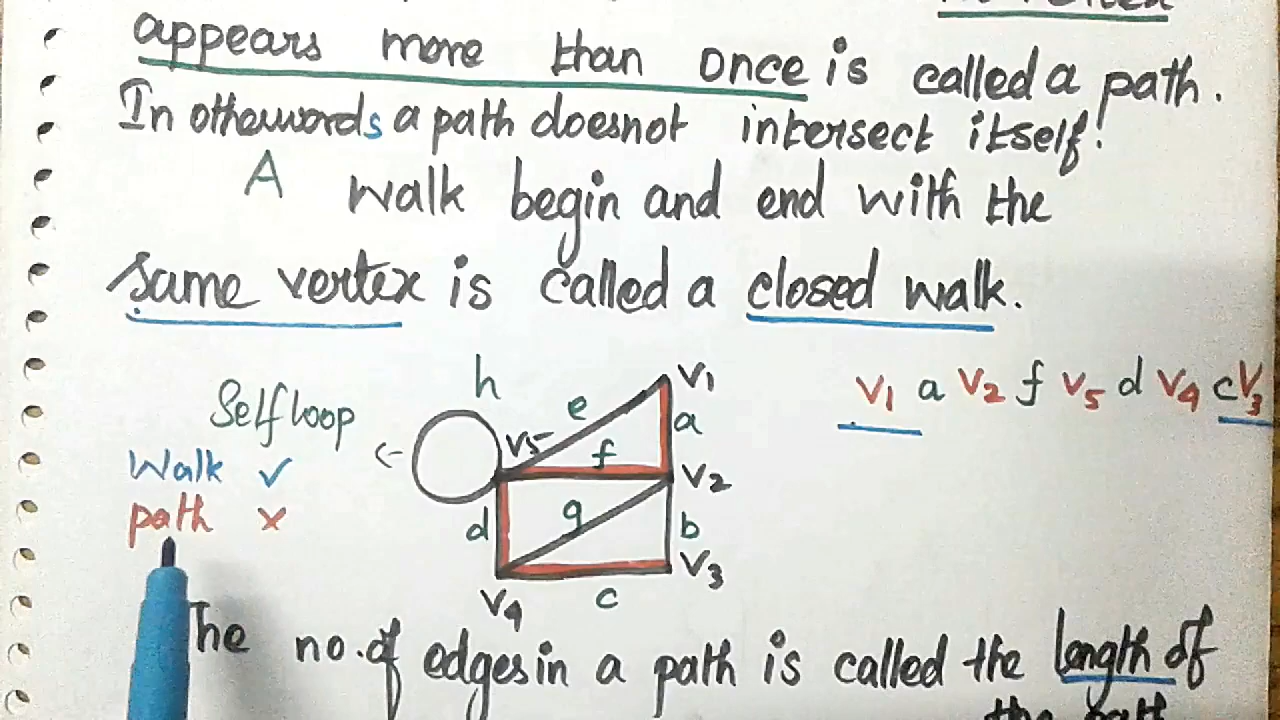 appears more than once is called a path.
In otherwords a path doesnot intersect itself!
A walk begin and end with the
same vertex is called a closed walk.
h
Self loop
Walk ✓
path ×
<-
V5
e
V1
a
f
V2
d
g
b
V3
V4
c
V1 a V2 f V5 d V4 c V3
The no. of edges in a path is called the length of
the path